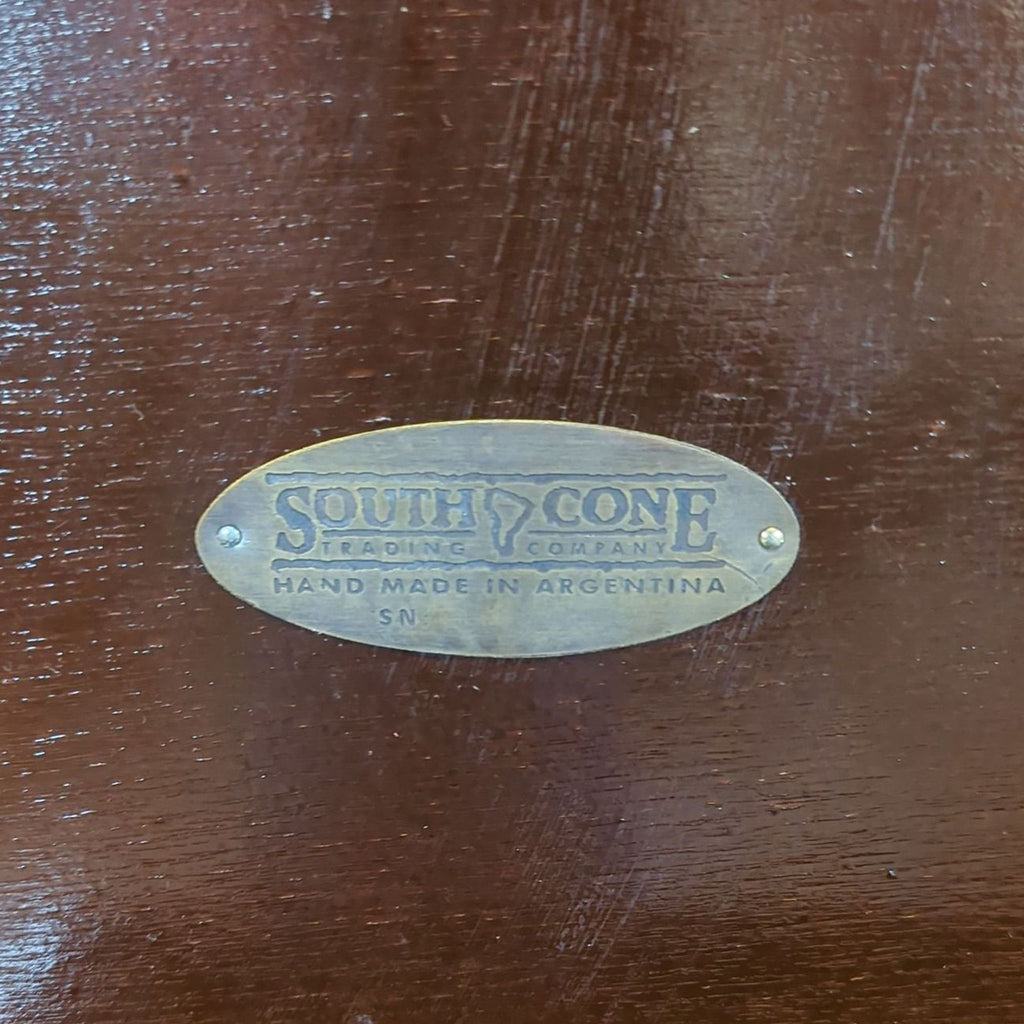 SOUTH CONE
TRADING COMPANY
HAND MADE IN ARGENTINA
SN